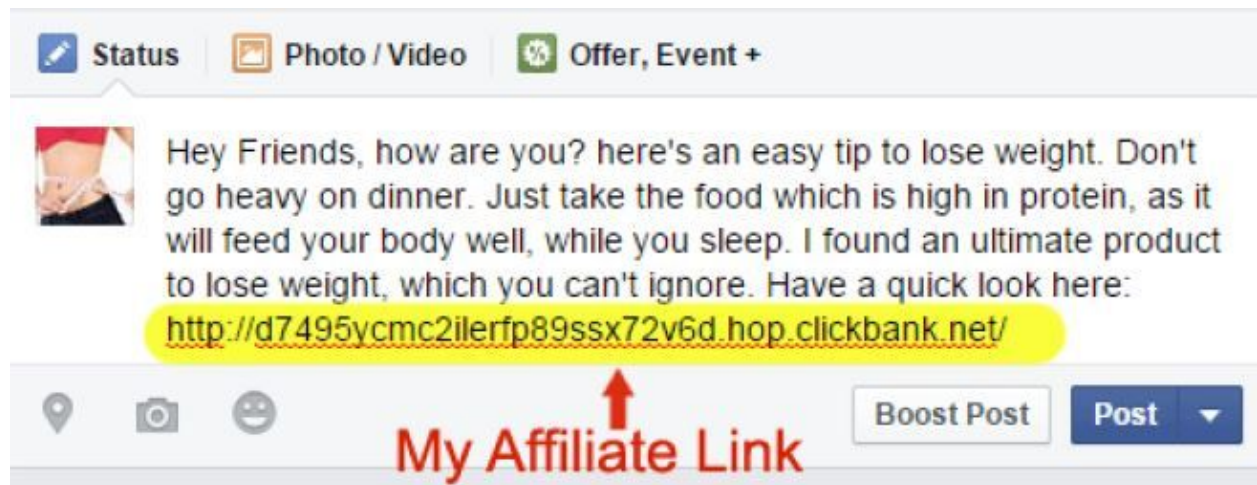 Status Photo / Video Offer, Event +
Hey Friends, how are you? here's an easy tip to lose weight. Don't
go heavy on dinner. Just take the food which is high in protein, as it
will feed your body well, while you sleep. I found an ultimate product
to lose weight, which you can't ignore. Have a quick look here:
http://d7495ycmc2ilerfp89ssx72v6d.hop.clickbank.net/
Boost Post Post
My Affiliate Link